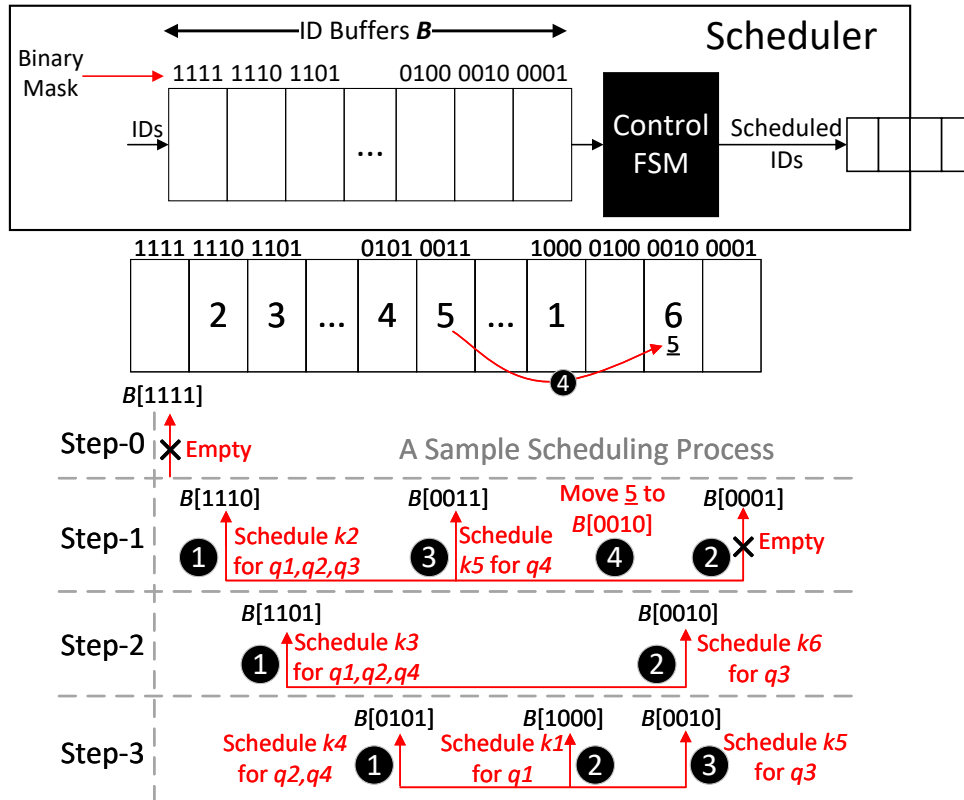 Scheduler
ID Buffers B
Binary
Mask
1111 1110 1101 0100 0010 0001
IDs
...
Control
FSM
Scheduled
IDs
1111 1110 1101 0101 0011 1000 0100 0010 0001
2 3 ... 4 5 ... 1 6
5
4
B[1111]
Step-0
Empty
A Sample Scheduling Process
Step-1
B[1110]
1
Schedule k2
for q1,q2,q3
B[0011]
3
Schedule
k5 for q4
Move 5 to
B[0010]
4
B[0001]
2
Empty
Step-2
B[1101]
1
Schedule k3
for q1,q2,q4
B[0010]
2
Schedule k6
for q3
Step-3
B[0101]
Schedule k4
for q2,q4
1
B[1000]
Schedule k1
for q1
2
B[0010]
3
Schedule k5
for q3